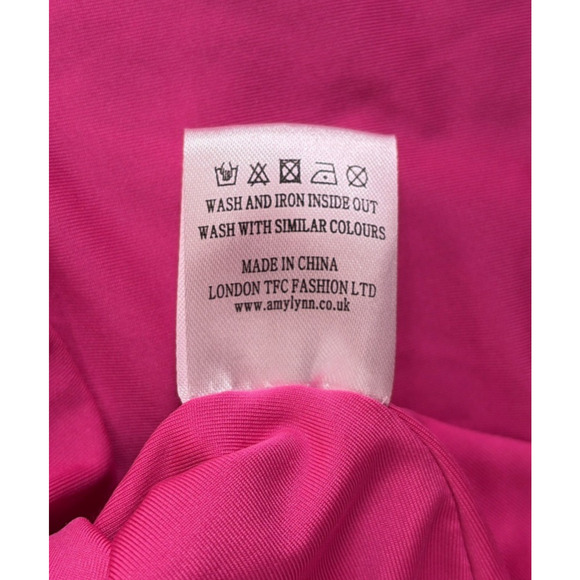 WASH AND IRON INSIDE OUT
WASH WITH SIMILAR COLOURS
MADE IN CHINA
LONDON TFC FASHION LTD
www.amylynn.co.uk